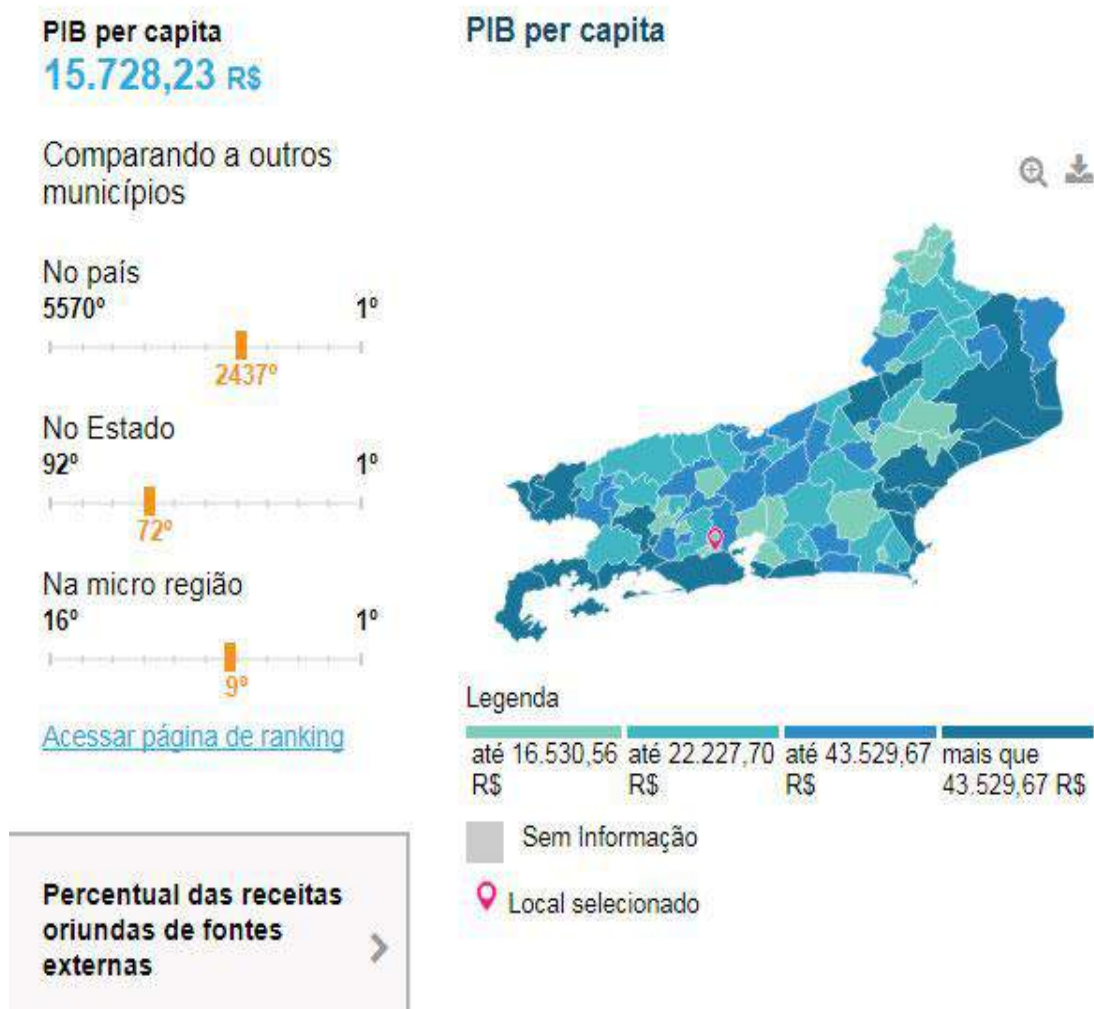 PIB per capita
15.728,23 R$
Comparando a outros
municípios
No país
5570º 1º
2437º
No Estado
92º 1º
72º
Na micro região
16º 1º
9º
Acessar página de ranking
Percentual das receitas
oriundas de fontes
externas
PIB per capita
Legenda
até 16.530,56 R$
até 22.227,70 R$
até 43.529,67 R$
mais que
43.529,67 R$
Sem Informação
Local selecionado